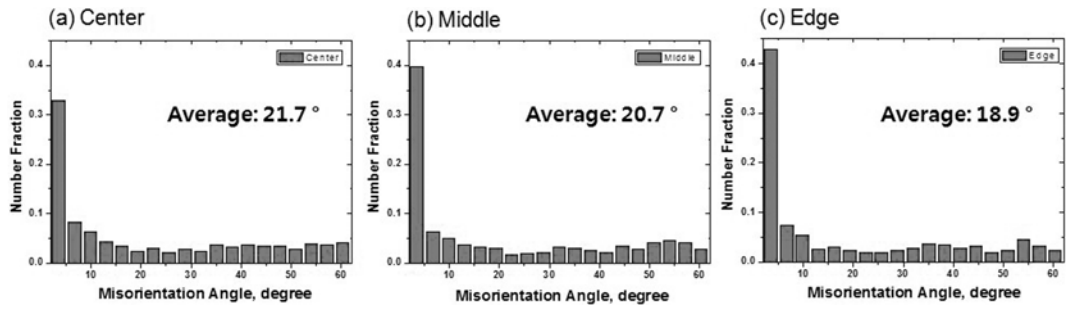 (a) Center
Center
Average: 21.7 °
Number Fraction
0.4
0.3
0.2
0.1
0.0
10 20 30 40 50 60
Misorientation Angle, degree
(b) Middle
Middle
Average: 20.7 °
Number Fraction
0.4
0.3
0.2
0.1
0.0
10 20 30 40 50 60
Misorientation Angle, degree
(c) Edge
Edge
Average: 18.9 °
Number Fraction
0.4
0.3
0.2
0.1
0.0
10 20 30 40 50 60
Misorientation Angle, degree